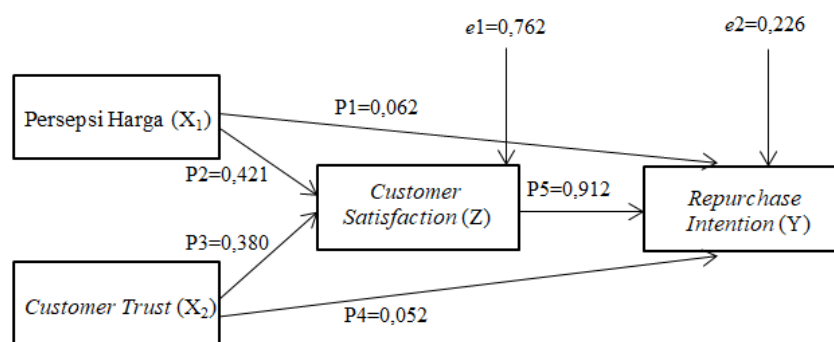 e1=0,762
e2=0,226
Persepsi Harga (X₁)
P1=0,062
P2=0,421
Customer
Satisfaction (Z)
P5=0,912
Repurchase
Intention (Y)
P3=0,380
Customer Trust (X₂)
P4=0,052